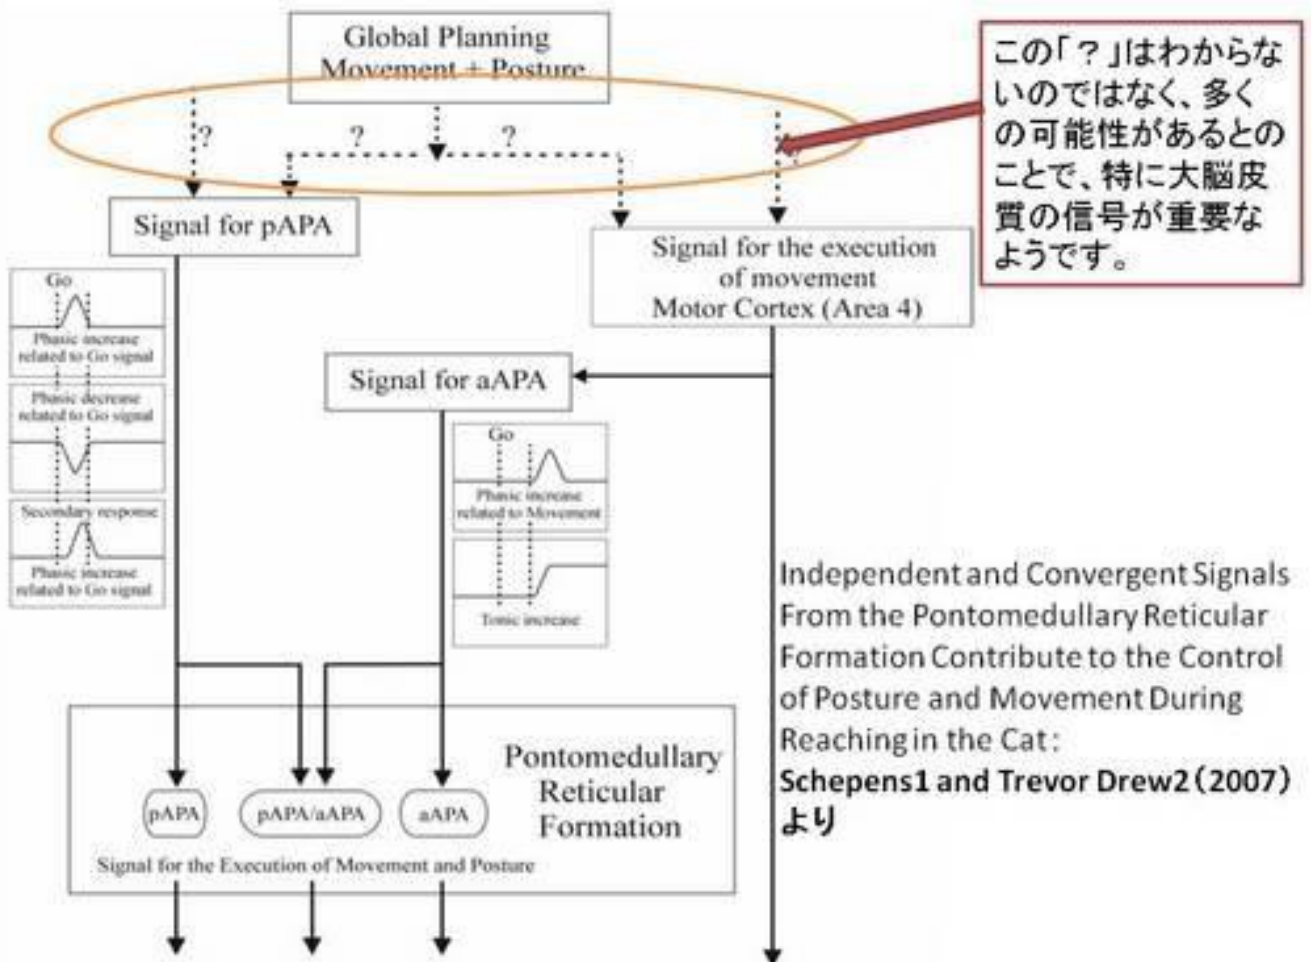 Global Planning
Movement + Posture
?
?
?
この「？」はわからな
いのではなく、多く
の可能性があるとの
ことで、特に大脳皮
質の信号が重要な
ようです。
Signal for pAPA
Signal for the execution
of movement
Motor Cortex (Area 4)
Go
Phasic increase
related to Go signal
Phasic decrease
related to Go signal
Secondary response
Phasic increase
related to Go signal
Signal for aAPA
Go
Phasic increase
related to Movement
Tonic increase
Independent and Convergent Signals
From the Pontomedullary Reticular
Formation Contribute to the Control
of Posture and Movement During
Reaching in the Cat:
Schepens1 and Trevor Drew2(2007)
より
Pontomedullary
Reticular
Formation
pAPA
pAPA/aAPA
aAPA
Signal for the Execution of Movement and Posture